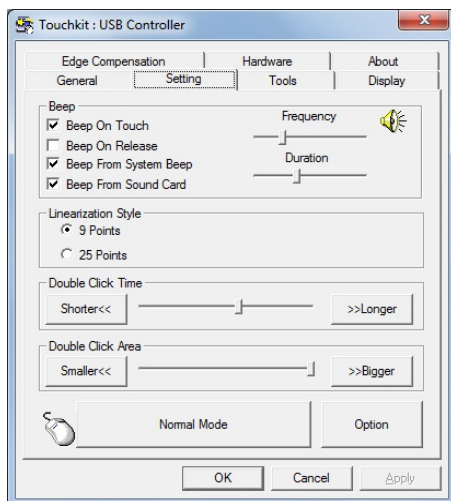 Touchkit : USB Controller
Edge Compensation Hardware About
General Setting Tools Display
Beep
Beep On Touch
Beep On Release
Beep From System Beep
Beep From Sound Card
Frequency
Duration
Linearization Style
9 Points
25 Points
Double Click Time
Shorter<< >>Longer
Double Click Area
Smaller<< >>Bigger
Normal Mode Option
OK Cancel Apply